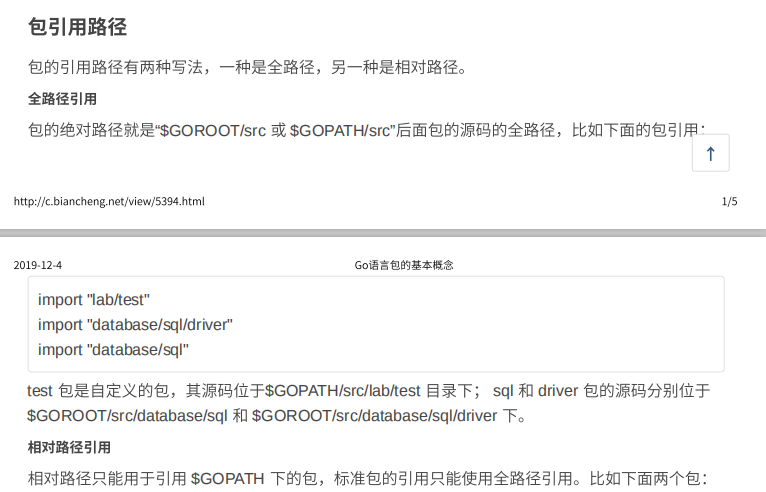 包引用路径
包的引用路径有两种写法，一种是全路径，另一种是相对路径。
全路径引用
包的绝对路径就是“$GOROOT/src 或 $GOPATH/src”后面包的源码的全路径，比如下面的包引用：
↑
http://c.biancheng.net/view/5394.html 1/5
2019-12-4 Go语言包的基本概念
import "lab/test"
import "database/sql/driver"
import "database/sql"
test 包是自定义的包，其源码位于$GOPATH/src/lab/test 目录下； sql 和 driver 包的源码分别位于
$GOROOT/src/database/sql 和 $GOROOT/src/database/sql/driver 下。
相对路径引用
相对路径只能用于引用 $GOPATH 下的包，标准包的引用只能使用全路径引用。比如下面两个包：